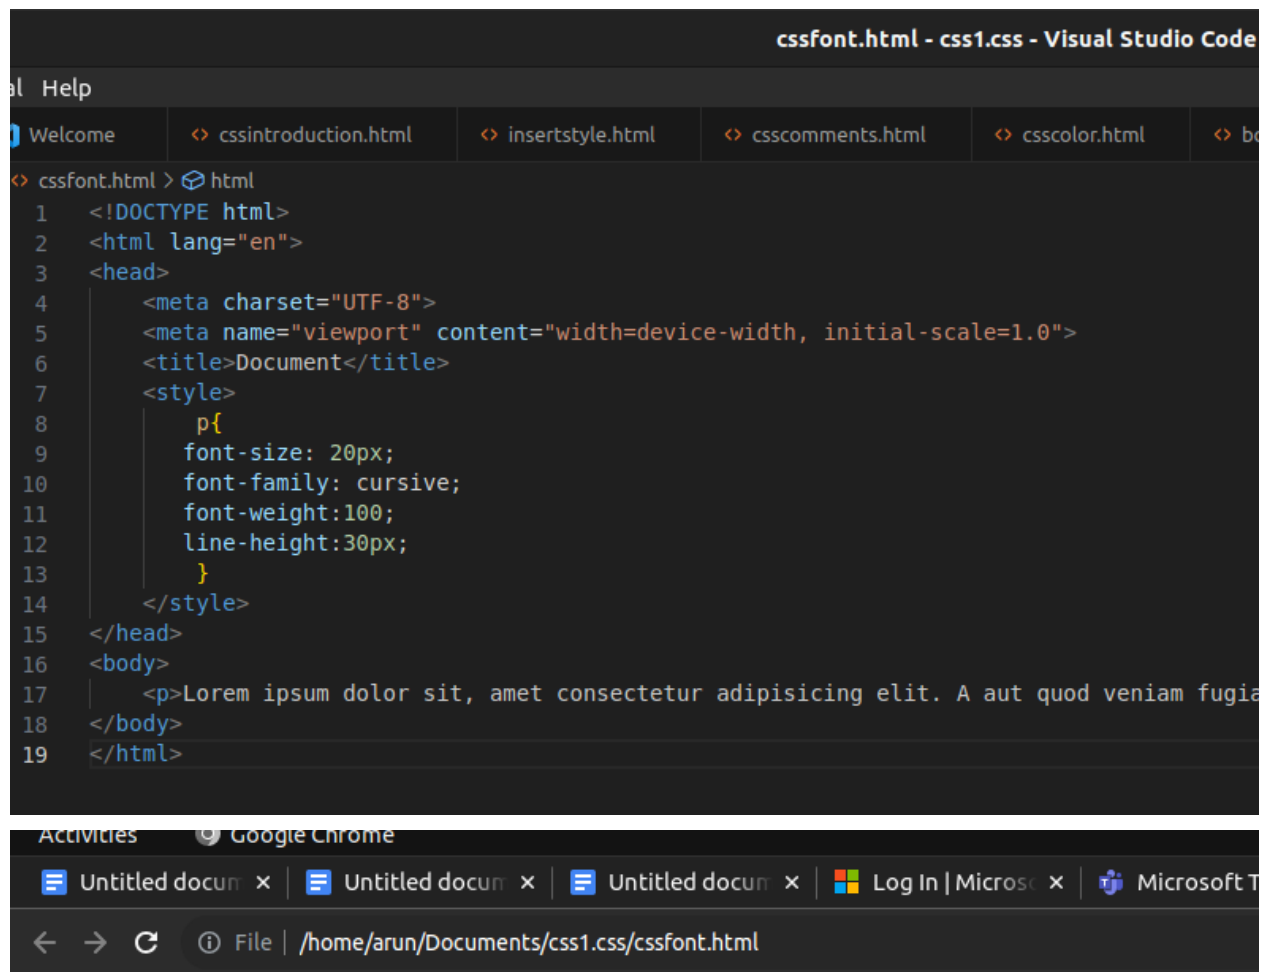 cssfont.html - css1.css - Visual Studio Code
Help
Welcome <> cssintroduction.html <> insertstyle.html <> csscomments.html <> csscolor.html <>
<> cssfont.html > html
1 <!DOCTYPE html>
2 <html lang="en">
3 <head>
4 <meta charset="UTF-8">
5 <meta name="viewport" content="width=device-width, initial-scale=1.0">
6 <title>Document</title>
7 <style>
8 p{
9 font-size: 20px;
10 font-family: cursive;
11 font-weight:100;
12 line-height:30px;
13 }
14 </style>
15 </head>
16 <body>
17 <p>Lorem ipsum dolor sit, amet consectetur adipisicing elit. A aut quod veniam fugia
18 </body>
19 </html>
Activities Google Chrome
Untitled docum × Untitled docum × Untitled docum × Log In | Microsc × Microsoft T
File /home/arun/Documents/css1.css/cssfont.html